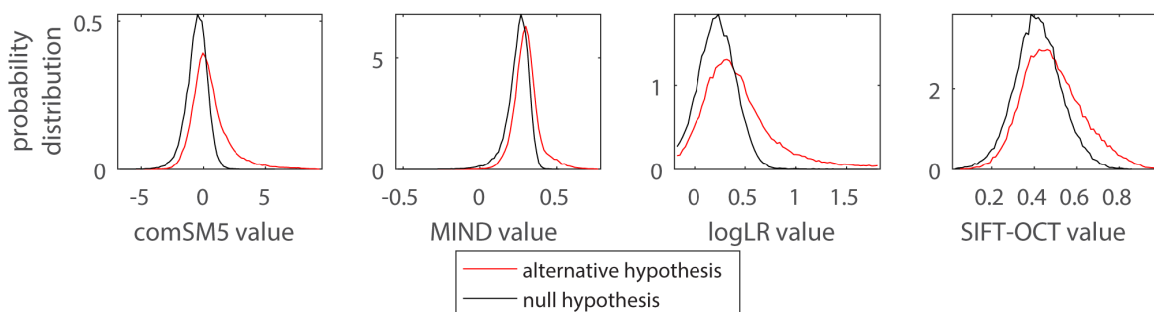 probability
distribution
0.5
0
-5
0
5
comSM5 value
5
0
-0.5
0
0.5
MIND value
1
0
0
0.5
1
1.5
logLR value
2
0
0.2
0.4
0.6
0.8
SIFT-OCT value
alternative hypothesis
null hypothesis